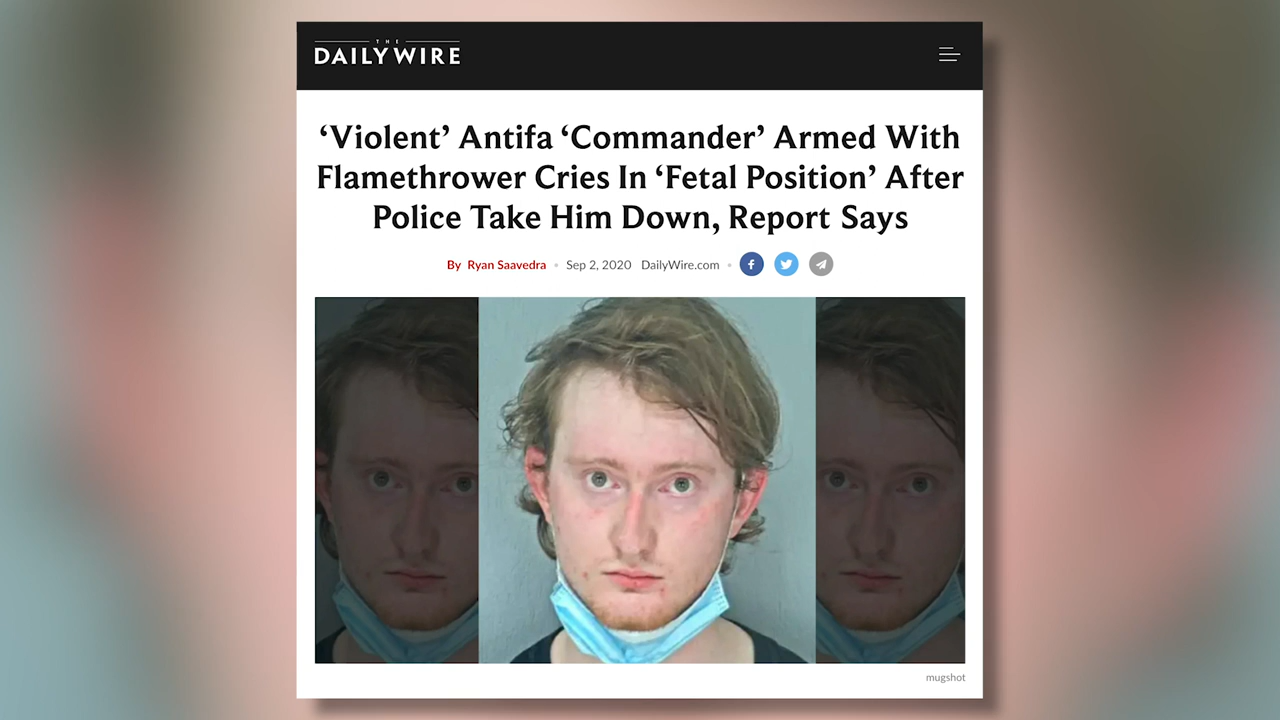 THE
DAILY WIRE
‘Violent’ Antifa ‘Commander’ Armed With
Flamethrower Cries In ‘Fetal Position’ After
Police Take Him Down, Report Says
By Ryan Saavedra • Sep 2, 2020 DailyWire.com •
mugshot